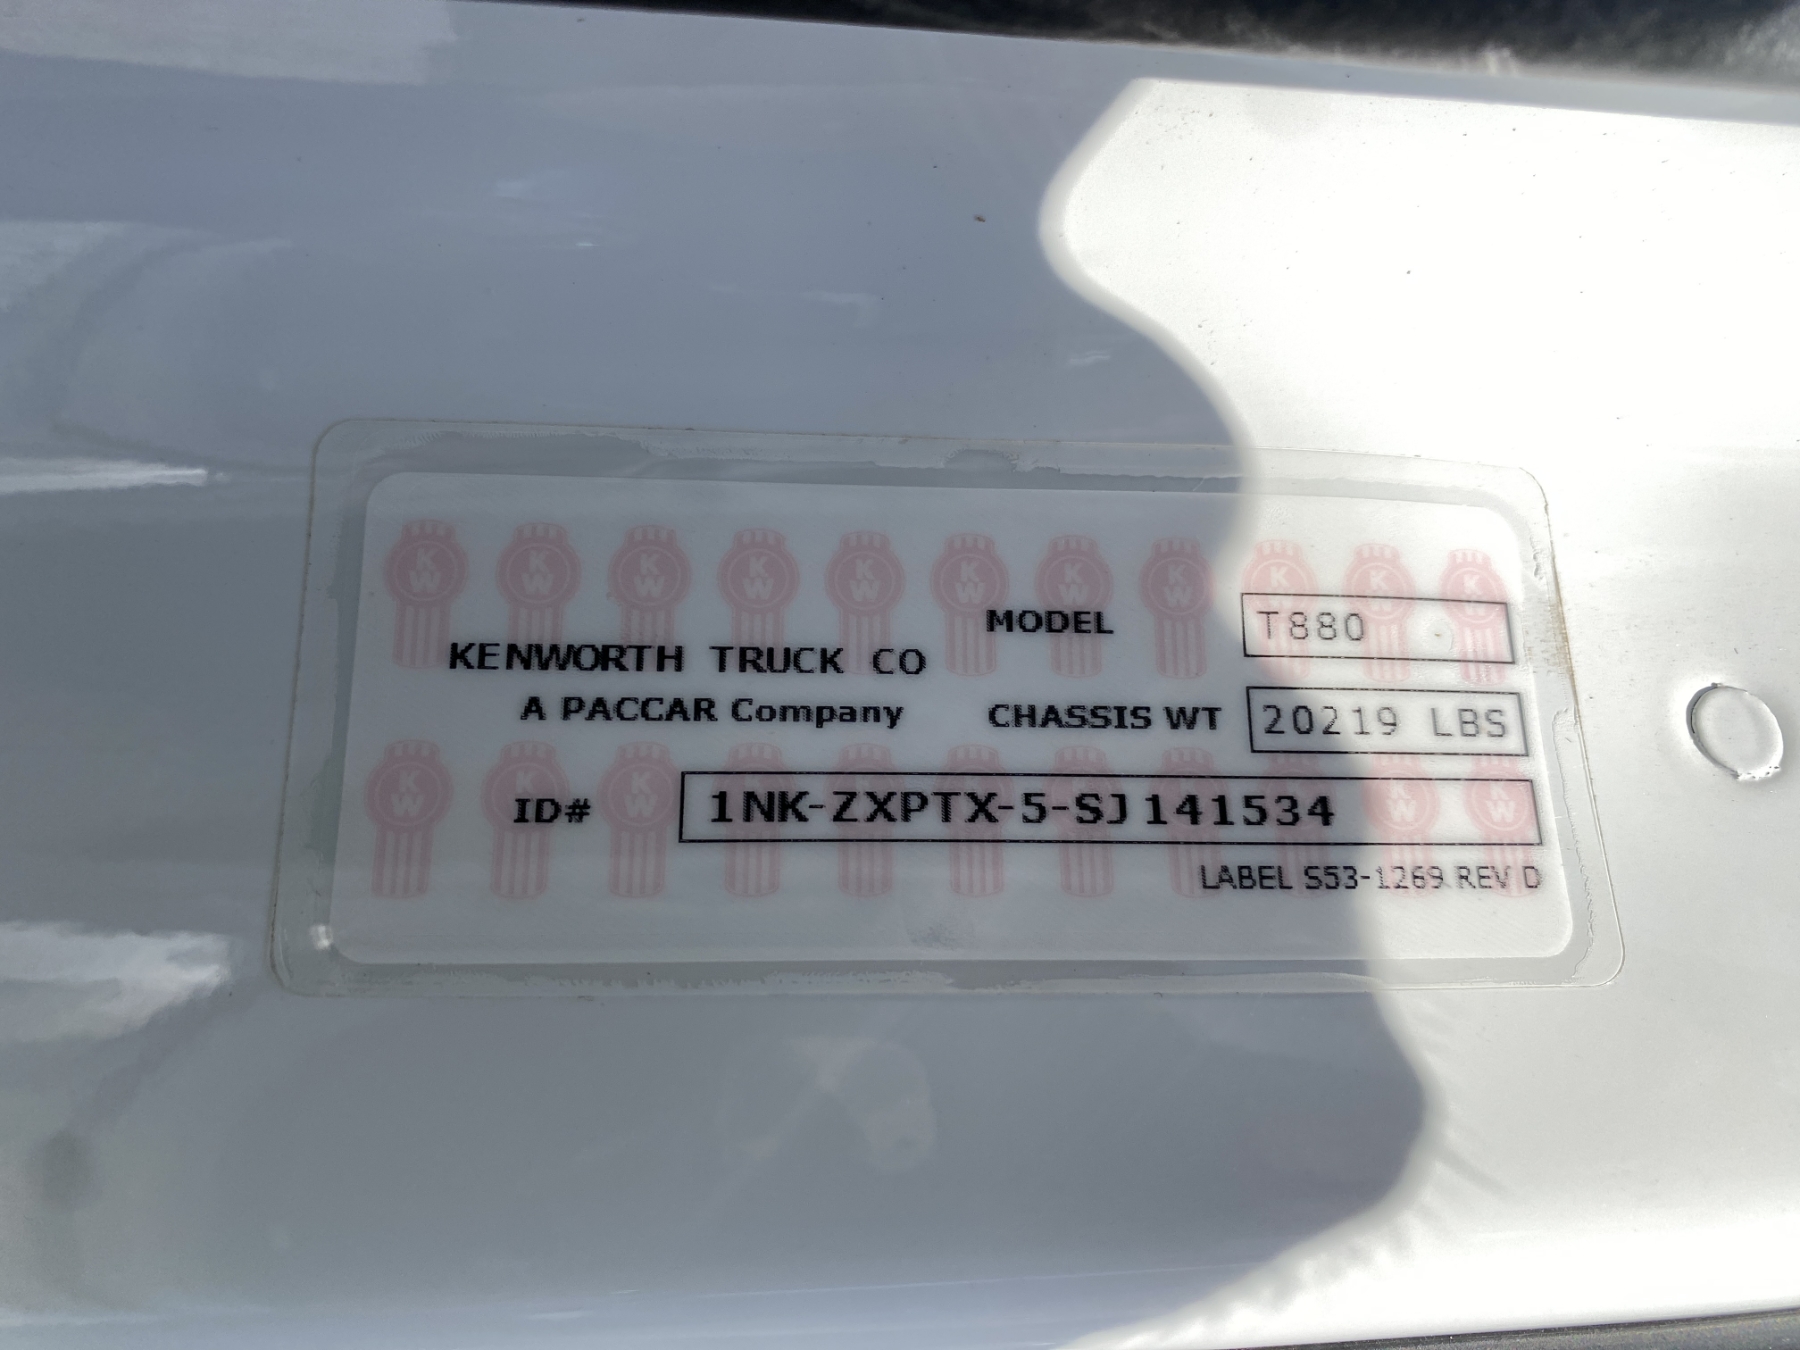 MODEL T880
KENWORTH TRUCK CO
A PACCAR Company CHASSIS WT 20219 LBS
ID# 1NK-ZXPTX-5-SJ141534
LABEL S53-1269 REV D